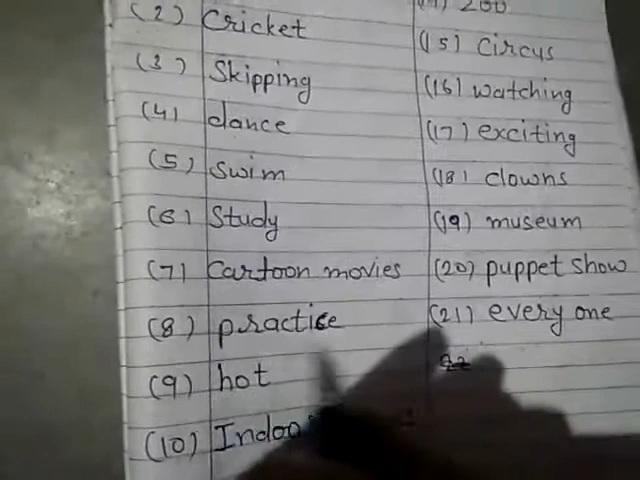 (2) Cricket
(3) Skipping
(4) dance
(5) Swim
(6) Study
(7) Cartoon movies
(8) practice
(9) hot
(10) Indoo
200
(15) Circus
(16) watching
(17) exciting
(18) clowns
(19) museum
(20) puppet show
(21) every one